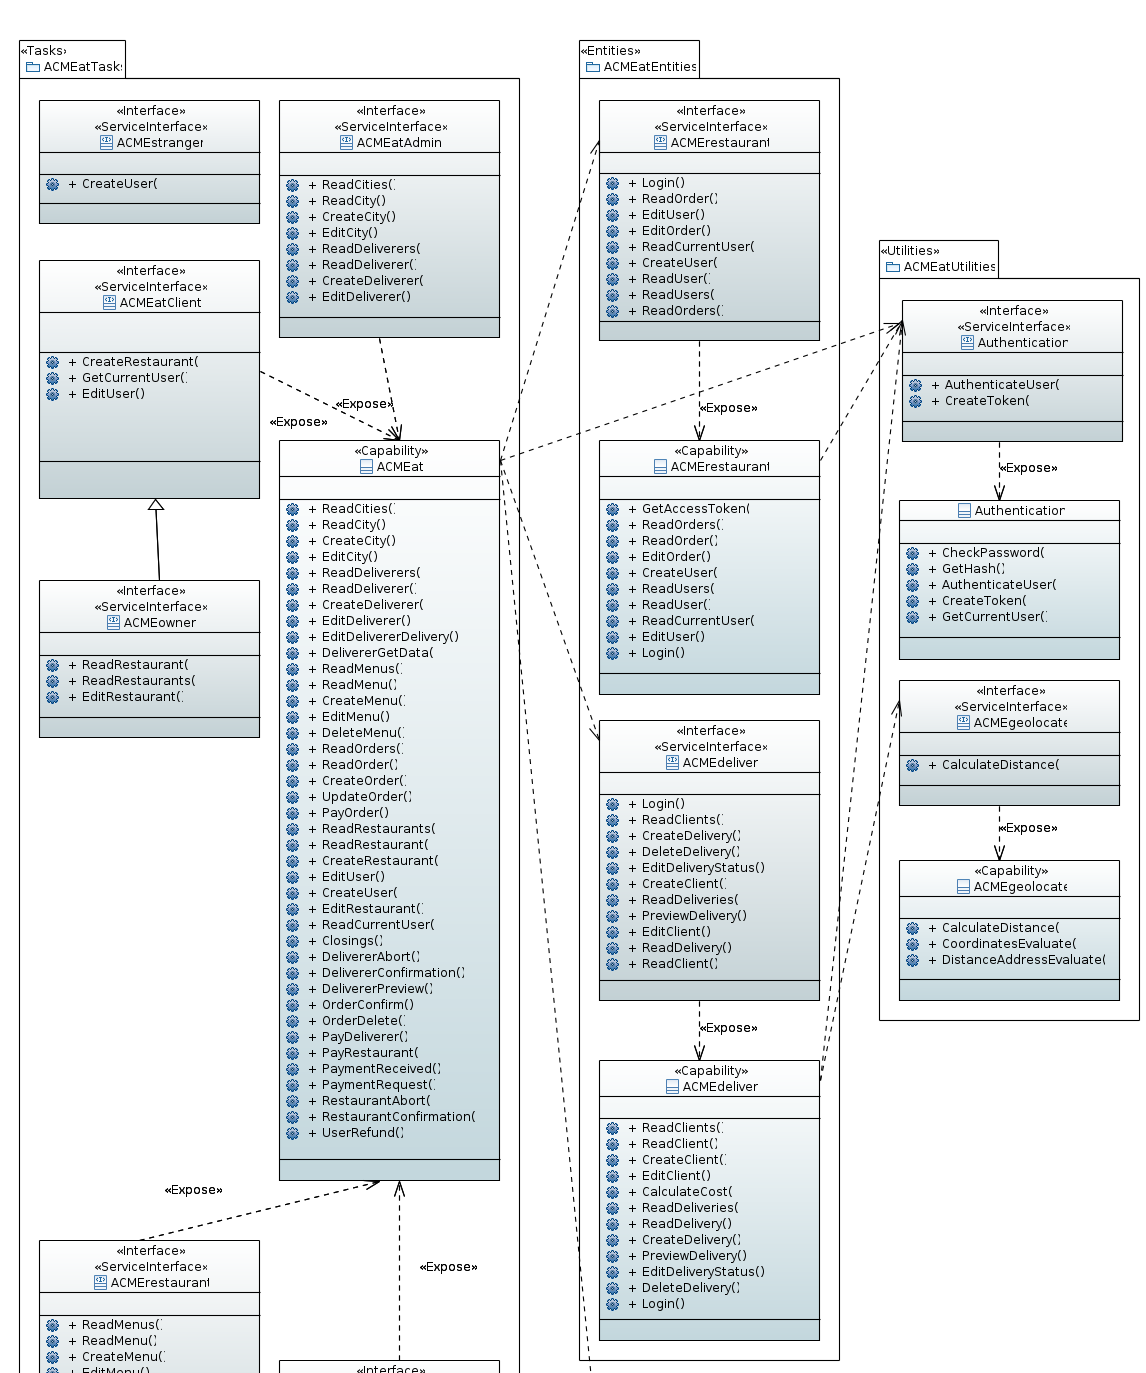 «Tasks›
ACMEatTasks
«Interface»
«ServiceInterface»
ACMEstranger
+ CreateUser(
«Interface»
«ServiceInterface»
ACMEatAdmin
+ ReadCities()
+ ReadCity()
+ CreateCity()
+ EditCity()
+ ReadDeliverers(
+ ReadDeliverer()
+ CreateDeliverer(
+ EditDeliverer()
«Interface»
«ServiceInterface»
ACMEatClient
+ CreateRestaurant(
+ GetCurrentUser()
+ EditUser()
«Expose»
«Expose»
«Interface»
«ServiceInterface»
ACMEowner
+ ReadRestaurant(
+ ReadRestaurants(
+ EditRestaurant()
«Capability»
ACMEat
+ ReadCities()
+ ReadCity()
+ CreateCity()
+ EditCity()
+ ReadDeliverers(
+ ReadDeliverer()
+ CreateDeliverer(
+ EditDeliverer()
+ EditDelivererDelivery()
+ DelivererGetData(
+ ReadMenus()
+ ReadMenu()
+ CreateMenu()
+ EditMenu()
+ DeleteMenu()
+ ReadOrders()
+ ReadOrder()
+ CreateOrder()
+ UpdateOrder()
+ PayOrder()
+ ReadRestaurants(
+ ReadRestaurant(
+ CreateRestaurant(
+ EditUser()
+ CreateUser(
+ EditRestaurant()
+ ReadCurrentUser(
+ Closings()
+ DelivererAbort()
+ DelivererConfirmation()
+ DelivererPreview()
+ OrderConfirm()
+ OrderDelete()
+ PayDeliverer()
+ PayRestaurant(
+ PaymentReceived()
+ PaymentRequest()
+ RestaurantAbort(
+ RestaurantConfirmation(
+ UserRefund()
«Expose»
«Expose»
«Interface»
«ServiceInterface»
ACMErestaurant
+ ReadMenus()
+ ReadMenu()
+ CreateMenu()
+ EditMenu()
«Interface»
«Entities»
ACMEatEntities
«Interface»
«ServiceInterface»
ACMErestaurant
+ Login()
+ ReadOrder()
+ EditUser()
+ EditOrder()
+ ReadCurrentUser(
+ CreateUser(
+ ReadUser()
+ ReadUsers(
+ ReadOrders()
«Expose»
«Capability»
ACMErestaurant
+ GetAccessToken(
+ ReadOrders()
+ ReadOrder()
+ EditOrder()
+ CreateUser(
+ ReadUsers(
+ ReadUser()
+ ReadCurrentUser(
+ EditUser()
+ Login()
«Interface»
«ServiceInterface»
ACMEdeliver
+ Login()
+ ReadClients()
+ CreateDelivery()
+ DeleteDelivery()
+ EditDeliveryStatus()
+ CreateClient()
+ ReadDeliveries(
+ PreviewDelivery()
+ EditClient()
+ ReadDelivery()
+ ReadClient()
«Expose»
«Capability»
ACMEdeliver
+ ReadClients()
+ ReadClient()
+ CreateClient()
+ EditClient()
+ CalculateCost(
+ ReadDeliveries(
+ ReadDelivery()
+ CreateDelivery()
+ PreviewDelivery()
+ EditDeliveryStatus()
+ DeleteDelivery()
+ Login()
«Utilities»
ACMEatUtilities
«Interface»
«ServiceInterface»
Authentication
+ AuthenticateUser(
+ CreateToken(
«Expose»
Authentication
+ CheckPassword(
+ GetHash()
+ AuthenticateUser(
+ CreateToken(
+ GetCurrentUser()
«Interface»
«ServiceInterface»
ACMEgeolocate
+ CalculateDistance(
«Expose»
«Capability»
ACMEgeolocate
+ CalculateDistance(
+ CoordinatesEvaluate(
+ DistanceAddressEvaluate(